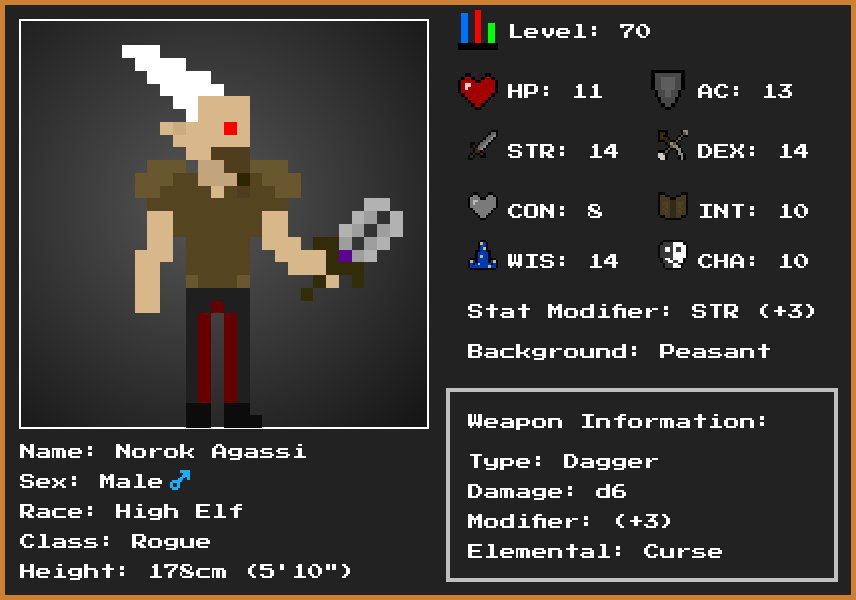 Level: 70
HP: 11
AC: 13
STR: 14
DEX: 14
CON: 8
INT: 10
WIS: 14
CHA: 10
Stat Modifier: STR (+3)
Background: Peasant
Weapon Information:
Type: Dagger
Damage: d6
Modifier: (+3)
Elemental: Curse
Name: Norok Agassi
Sex: Male♂
Race: High Elf
Class: Rogue
Height: 178cm (5'10")